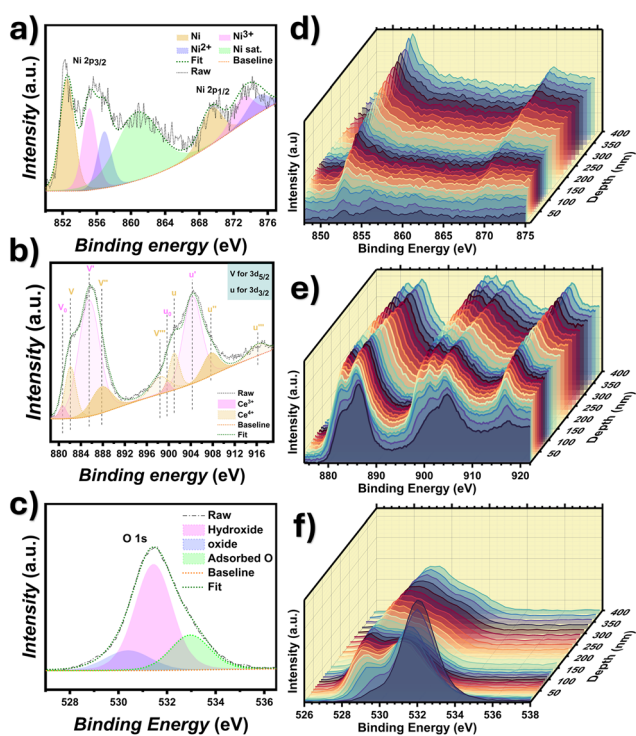 a)
Ni
Ni3+
Ni2+
Ni sat.
Fit
Baseline
Raw
Ni 2p3/2
Ni 2p1/2
Intensity (a.u.)
852 856 860 864 868 872 876
Binding energy (eV)
b)
V for 3d5/2
u for 3d3/2
V0
V
V'
V''
V'''
u0
u
u'
u''
u'''
Raw
Ce3+
Ce4+
Baseline
Fit
Intensity (a.u.)
880 884 888 892 896 900 904 908 912 916
Binding energy (eV)
c)
O 1s
Raw
Hydroxide
oxide
Adsorbed O
Baseline
Fit
Intensity (a.u.)
528 530 532 534 536
Binding Energy (eV)
d)
Intensity (a.u)
850 855 860 865 870 875
Binding Energy (eV)
50 100 150 200 250 300 350 400
Depth (nm)
e)
Intensity (a.u.)
880 890 900 910 920
Binding Energy (eV)
50 100 150 200 250 300 350 400
Depth (nm)
f)
Intensity (a.u.)
526 528 530 532 534 536 538
Binding Energy (eV)
50 100 150 200 250 300 350 400
Depth (nm)